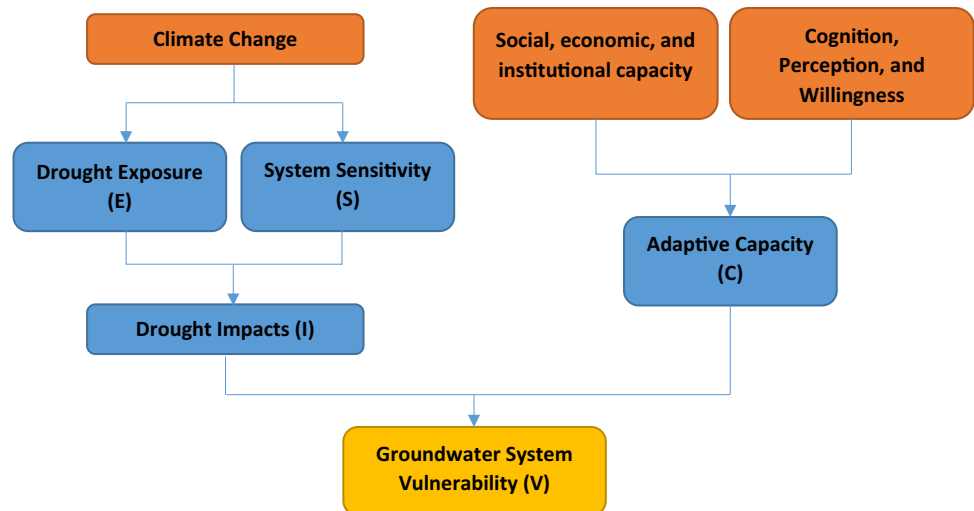 Climate Change
Social, economic, and
institutional capacity
Cognition,
Perception, and
Willingness
Drought Exposure
(E)
System Sensitivity
(S)
Adaptive Capacity
(C)
Drought Impacts (I)
Groundwater System
Vulnerability (V)